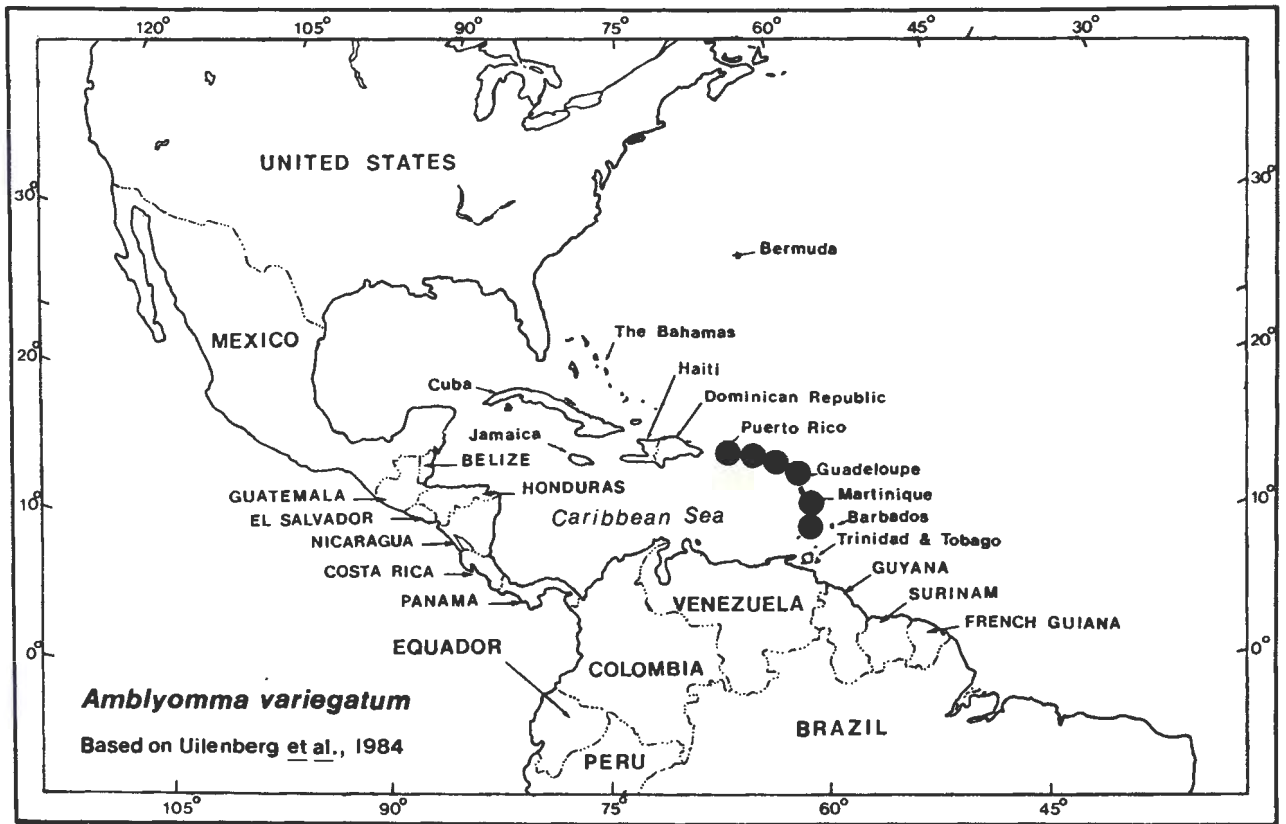 120° 105° 90° 75° 60° 45° 30°
UNITED STATES
30° 30°
Bermuda
MEXICO
The Bahamas
20° 20°
Haiti
Cuba
Dominican Republic
Jamaica
Puerto Rico
BELIZE
Guadeloupe
GUATEMALA
HONDURAS
Martinique
10° 10°
EL SALVADOR
Caribbean Sea
Barbados
NICARAGUA
Trinidad & Tobago
COSTA RICA
GUYANA
PANAMA
VENEZUELA
SURINAM
FRENCH GUIANA
EQUADOR
0° 0°
COLOMBIA
Amblyomma variegatum
BRAZIL
Based on Uilenberg et al., 1984
PERU
105° 90° 75° 60° 45°